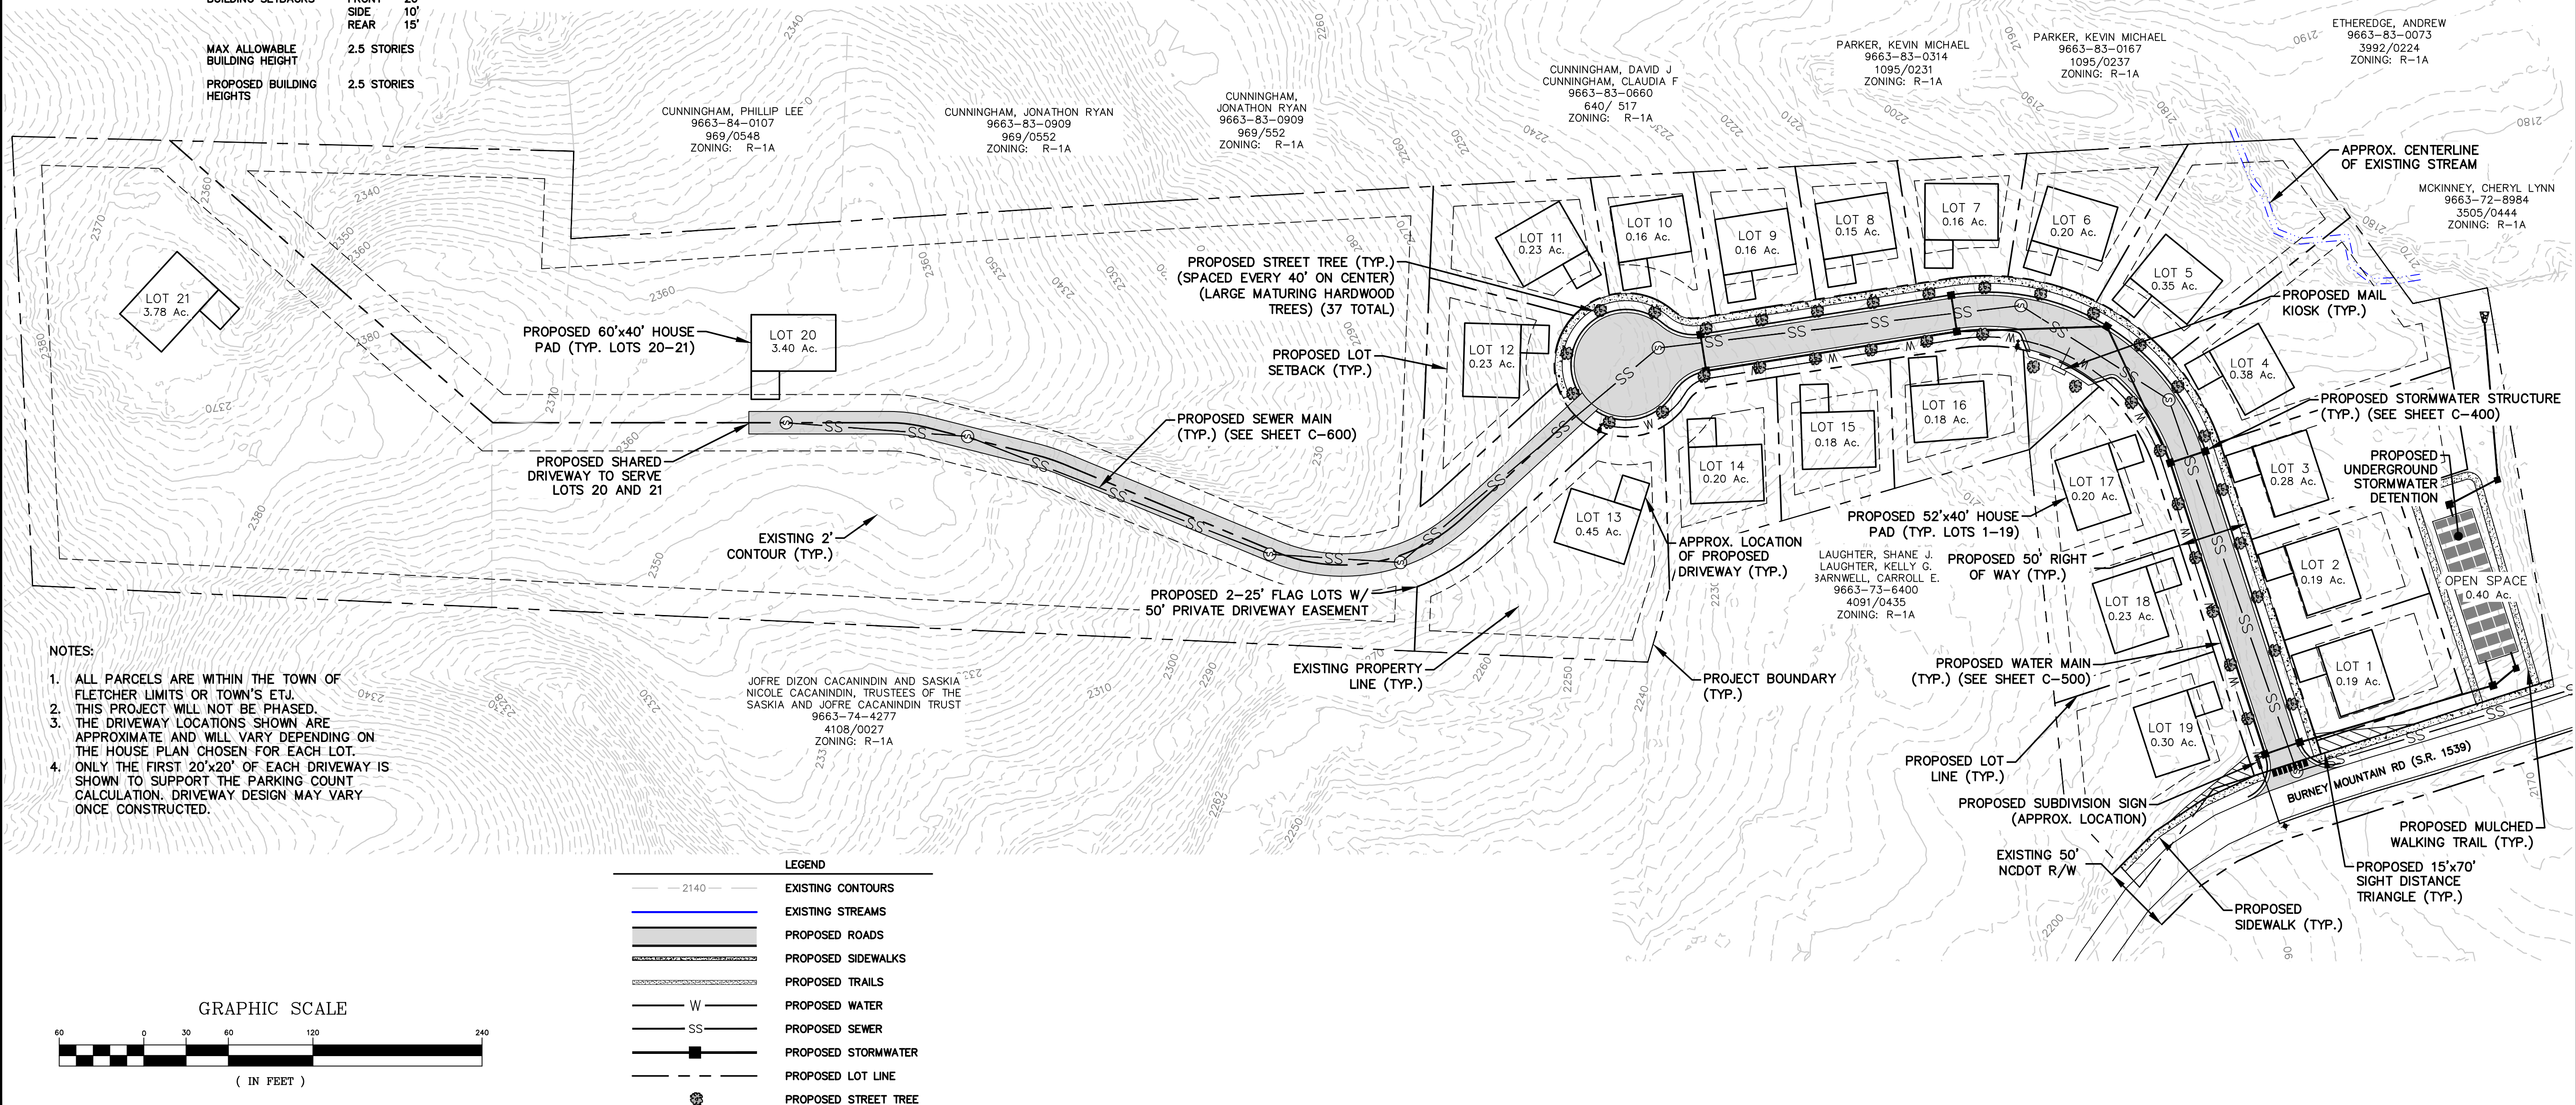 SIDE 10'
REAR 15'
MAX ALLOWABLE 2.5 STORIES
BUILDING HEIGHT
PROPOSED BUILDING 2.5 STORIES
HEIGHTS
CUNNINGHAM, PHILLIP LEE
9663-84-0107
969/0548
ZONING: R-1A
CUNNINGHAM, JONATHON RYAN
9663-83-0909
969/0552
ZONING: R-1A
CUNNINGHAM,
JONATHON RYAN
9663-83-0909
969/552
ZONING: R-1A
CUNNINGHAM, DAVID J
CUNNINGHAM, CLAUDIA F
9663-83-0660
640/ 517
ZONING: R-1A
PARKER, KEVIN MICHAEL
9663-83-0314
1095/0231
ZONING: R-1A
PARKER, KEVIN MICHAEL
9663-83-0167
1095/0237
ZONING: R-1A
ETHEREDGE, ANDREW
9663-83-0073
3992/0224
ZONING: R-1A
APPROX. CENTERLINE
OF EXISTING STREAM
MCKINNEY, CHERYL LYNN
9663-72-8984
3505/0444
ZONING: R-1A
LOT 21
3.78 Ac.
PROPOSED 60'x40' HOUSE
PAD (TYP. LOTS 20-21)
LOT 20
3.40 Ac.
PROPOSED STREET TREE (TYP.)
(SPACED EVERY 40' ON CENTER)
(LARGE MATURING HARDWOOD
TREES) (37 TOTAL)
PROPOSED LOT
SETBACK (TYP.)
LOT 12
0.23 Ac.
LOT 11
0.23 Ac.
LOT 10
0.16 Ac.
LOT 9
0.16 Ac.
LOT 8
0.15 Ac.
LOT 7
0.16 Ac.
LOT 6
0.20 Ac.
LOT 5
0.35 Ac.
LOT 4
0.38 Ac.
PROPOSED MAIL
KIOSK (TYP.)
PROPOSED STORMWATER STRUCTURE
(TYP.) (SEE SHEET C-400)
PROPOSED SEWER MAIN
(TYP.) (SEE SHEET C-600)
PROPOSED SHARED
DRIVEWAY TO SERVE
LOTS 20 AND 21
EXISTING 2'
CONTOUR (TYP.)
LOT 13
0.45 Ac.
LOT 14
0.20 Ac.
LOT 15
0.18 Ac.
LOT 16
0.18 Ac.
LOT 17
0.20 Ac.
LOT 3
0.28 Ac.
PROPOSED
UNDERGROUND
STORMWATER
DETENTION
PROPOSED 52'x40' HOUSE
PAD (TYP. LOTS 1-19)
APPROX. LOCATION
OF PROPOSED
DRIVEWAY (TYP.)
LAUGHTER, SHANE J.
LAUGHTER, KELLY G.
BARNWELL, CARROLL E.
9663-73-6400
4091/0435
ZONING: R-1A
PROPOSED 50' RIGHT
OF WAY (TYP.)
LOT 2
0.19 Ac.
OPEN SPACE
0.40 Ac.
PROPOSED 2-25' FLAG LOTS W/
50' PRIVATE DRIVEWAY EASEMENT
LOT 18
0.23 Ac.
EXISTING PROPERTY
LINE (TYP.)
PROJECT BOUNDARY
(TYP.)
PROPOSED WATER MAIN
(TYP.) (SEE SHEET C-500)
LOT 1
0.19 Ac.
LOT 19
0.30 Ac.
JOFRE DIZON CACANINDIN AND SASKIA
NICOLE CACANINDIN, TRUSTEES OF THE
SASKIA AND JOFRE CACANINDIN TRUST
9663-74-4277
4108/0027
ZONING: R-1A
PROPOSED LOT
LINE (TYP.)
PROPOSED SUBDIVISION SIGN
(APPROX. LOCATION)
BURNEY MOUNTAIN RD (S.R. 1539)
EXISTING 50'
NCDOT R/W
PROPOSED MULCHED
WALKING TRAIL (TYP.)
PROPOSED 15'x70'
SIGHT DISTANCE
TRIANGLE (TYP.)
PROPOSED
SIDEWALK (TYP.)
NOTES:
1. ALL PARCELS ARE WITHIN THE TOWN OF
FLETCHER LIMITS OR TOWN'S ETJ.
2. THIS PROJECT WILL NOT BE PHASED.
3. THE DRIVEWAY LOCATIONS SHOWN ARE
APPROXIMATE AND WILL VARY DEPENDING ON
THE HOUSE PLAN CHOSEN FOR EACH LOT.
4. ONLY THE FIRST 20'x20' OF EACH DRIVEWAY IS
SHOWN TO SUPPORT THE PARKING COUNT
CALCULATION. DRIVEWAY DESIGN MAY VARY
ONCE CONSTRUCTED.
LEGEND
2140 EXISTING CONTOURS
EXISTING STREAMS
PROPOSED ROADS
PROPOSED SIDEWALKS
PROPOSED TRAILS
W PROPOSED WATER
SS PROPOSED SEWER
PROPOSED STORMWATER
PROPOSED LOT LINE
PROPOSED STREET TREE
GRAPHIC SCALE
60 0 30 60 120 240
( IN FEET )